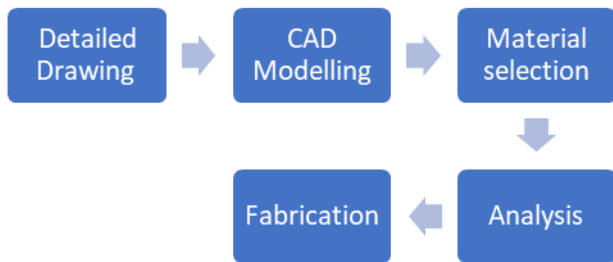 Detailed
Drawing
CAD
Modelling
Material
selection
Analysis
Fabrication